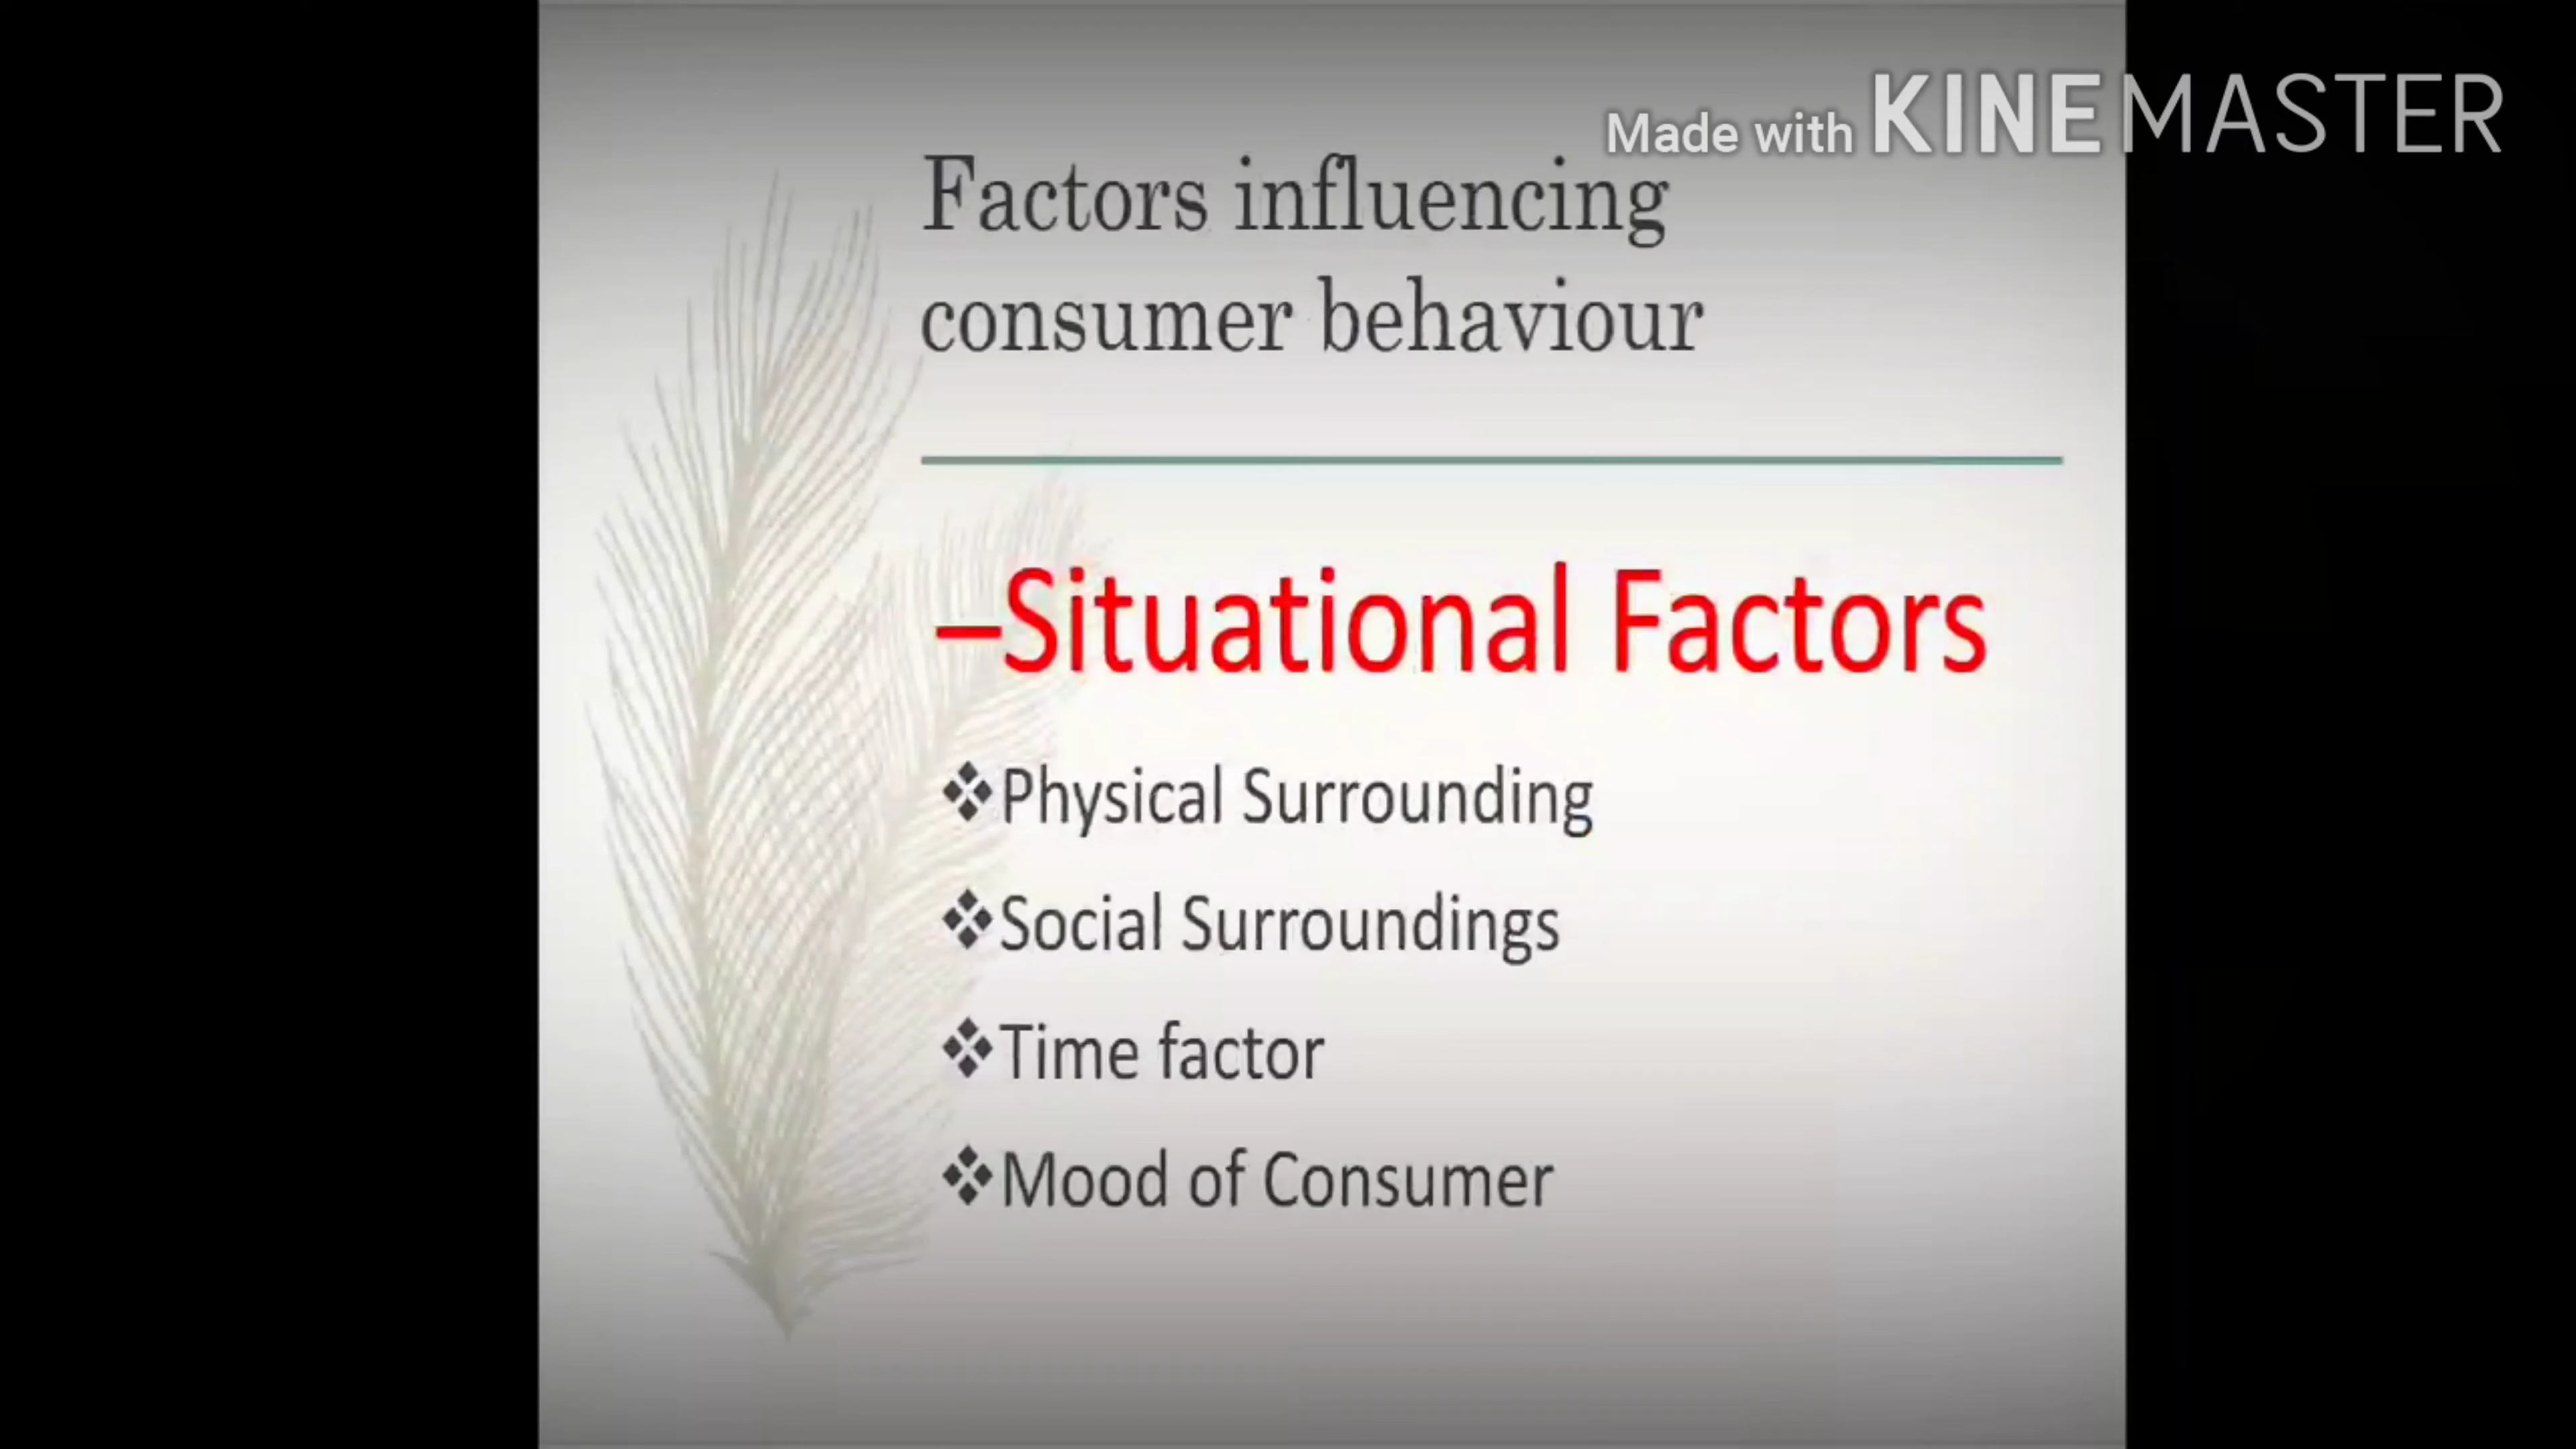 Made with KINEMASTER
Factors influencing
consumer behaviour
–Situational Factors
❖Physical Surrounding
❖Social Surroundings
❖Time factor
❖Mood of Consumer